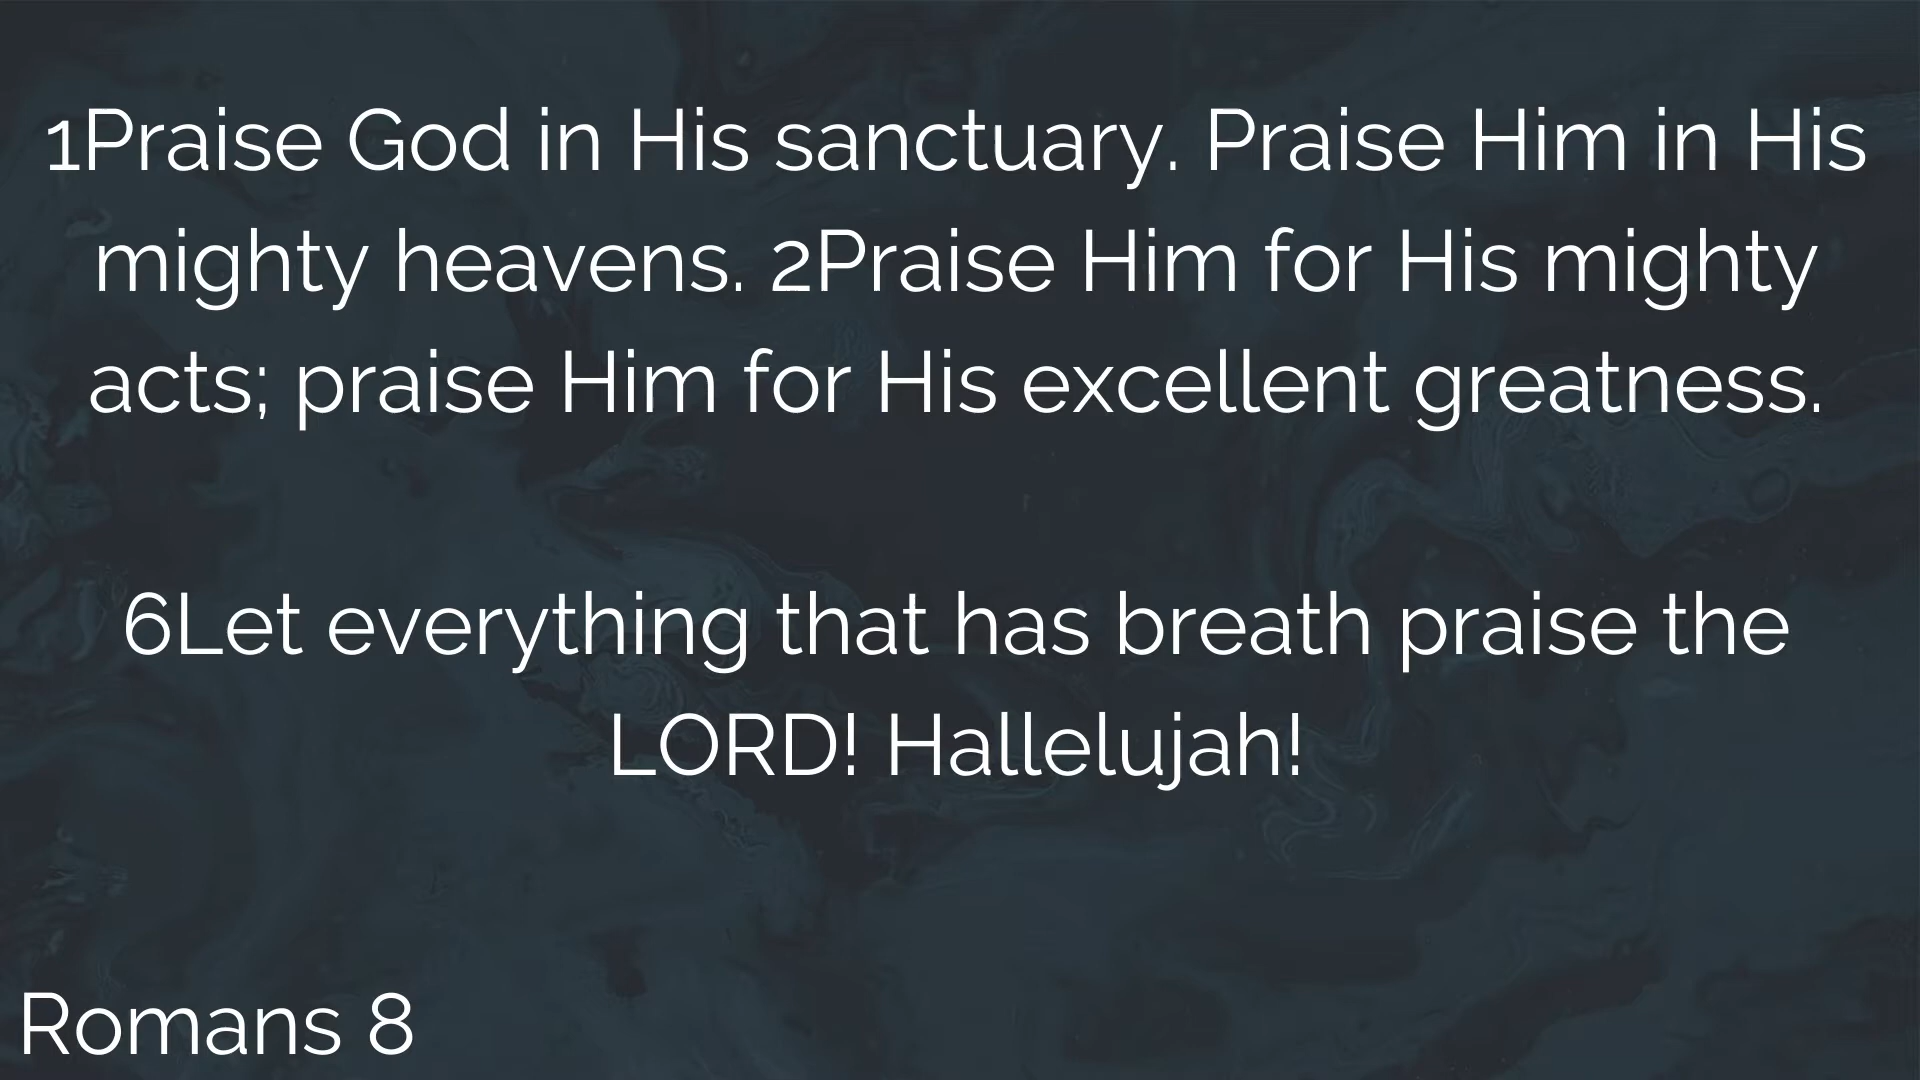 1Praise God in His sanctuary. Praise Him in His
mighty heavens. 2Praise Him for His mighty
acts; praise Him for His excellent greatness.
6Let everything that has breath praise the
LORD! Hallelujah!
Romans 8